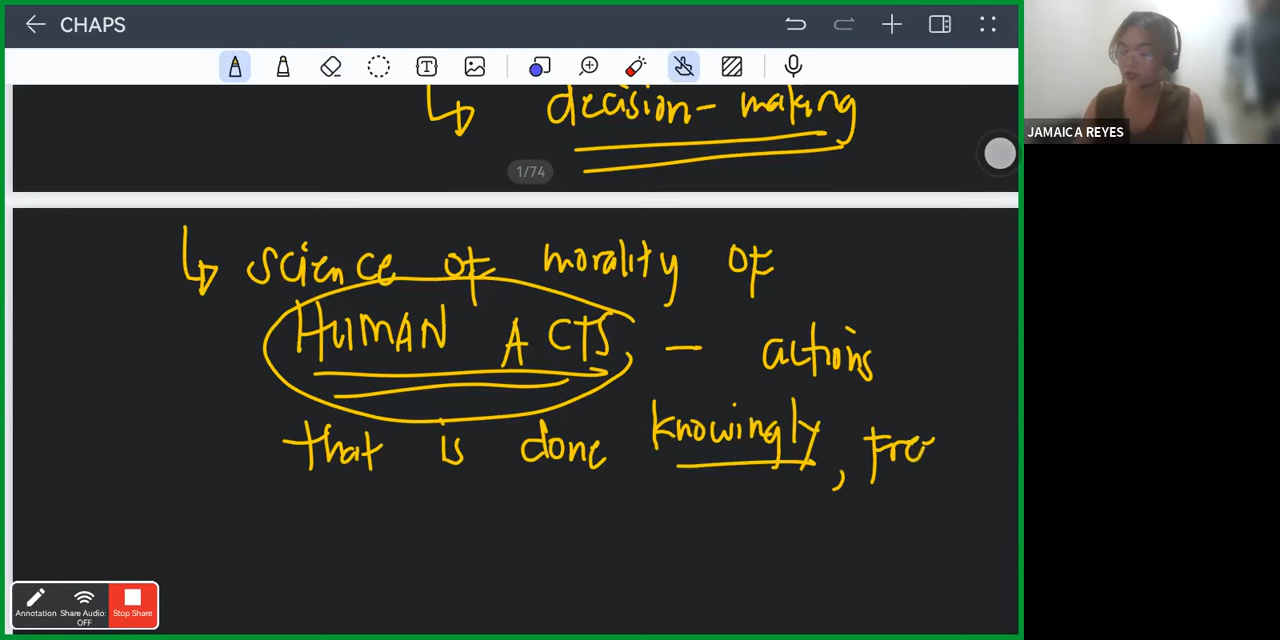 CHAPS
decision-making
1/74
JAMAICA REYES
↳ science of morality of
HUMAN ACTS, - actions
that is done knowingly, free
Annotation
Share Audio: OFF
Stop Share